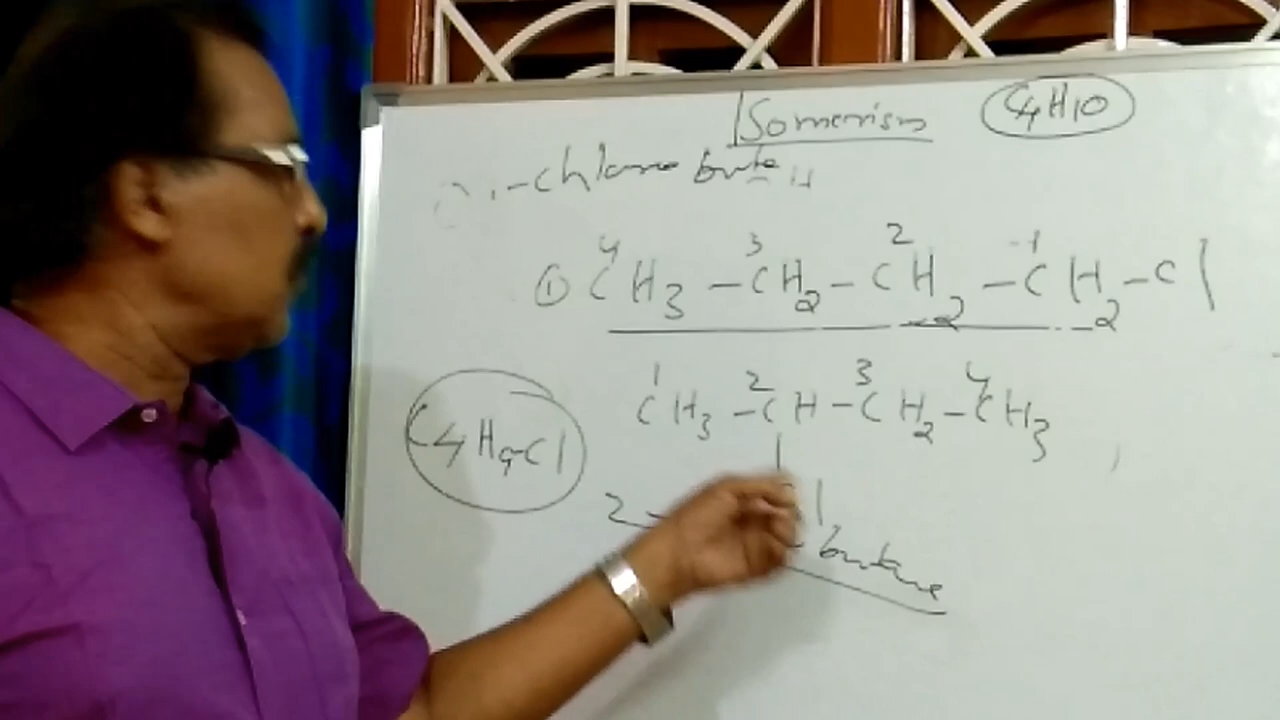 Isomerism C4H10
1-chloro buta
① CH3 - CH2 - CH2 - CH2 - Cl
4 3 2 1
1 2 3 4
CH3 - CH - CH2 - CH3
|
Cl
C4H9Cl
2- butane